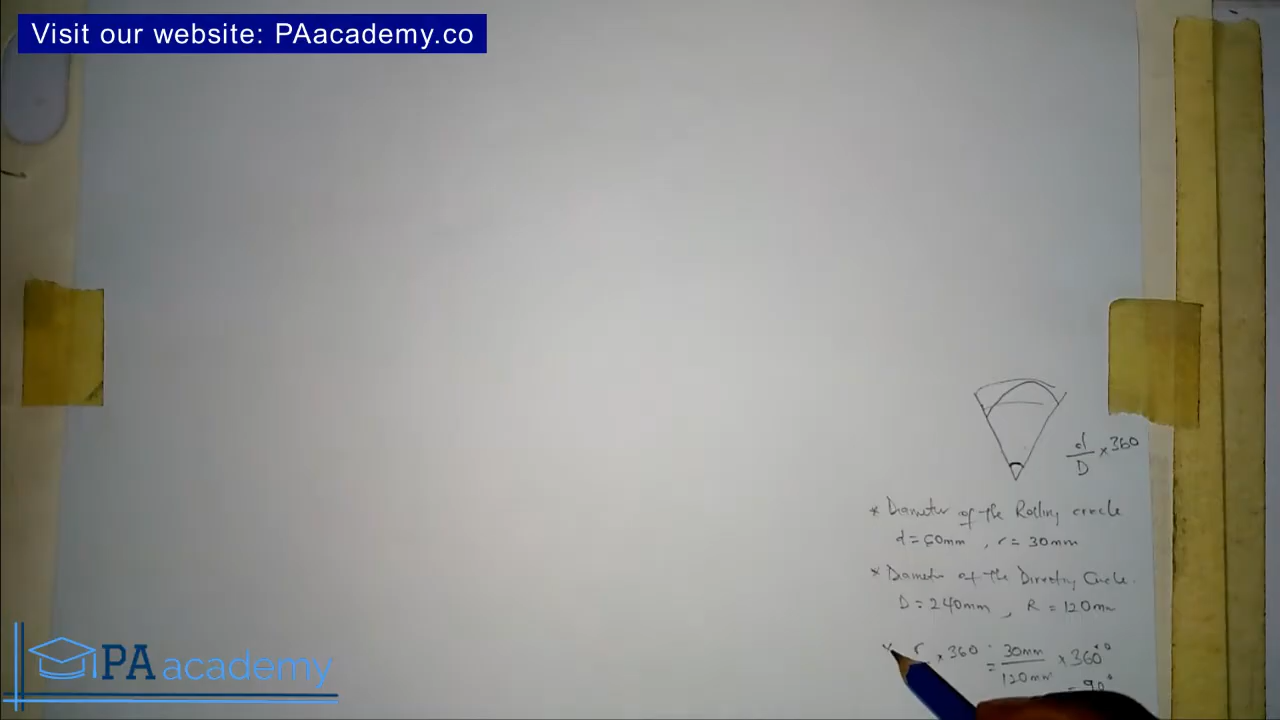 Visit our website: PAacademy.co
d/D × 360
* Diameter of the Rolling circle
d = 60mm , r = 30mm
* Diameter of the Directing Circle.
D = 240mm , R = 120mm
r × 360 = 30mm/120mm × 360°
= 90°
PA academy